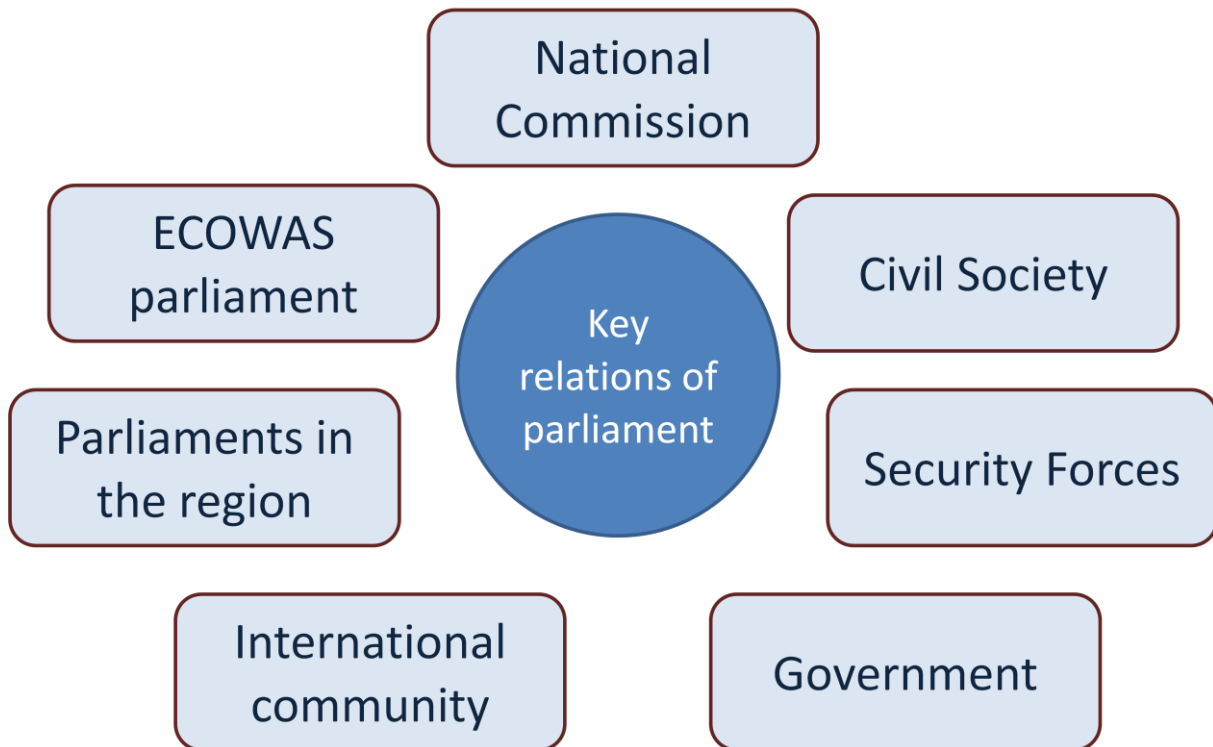 National
Commission
ECOWAS
parliament
Civil Society
Key
relations of
parliament
Parliaments in
the region
Security Forces
International
community
Government